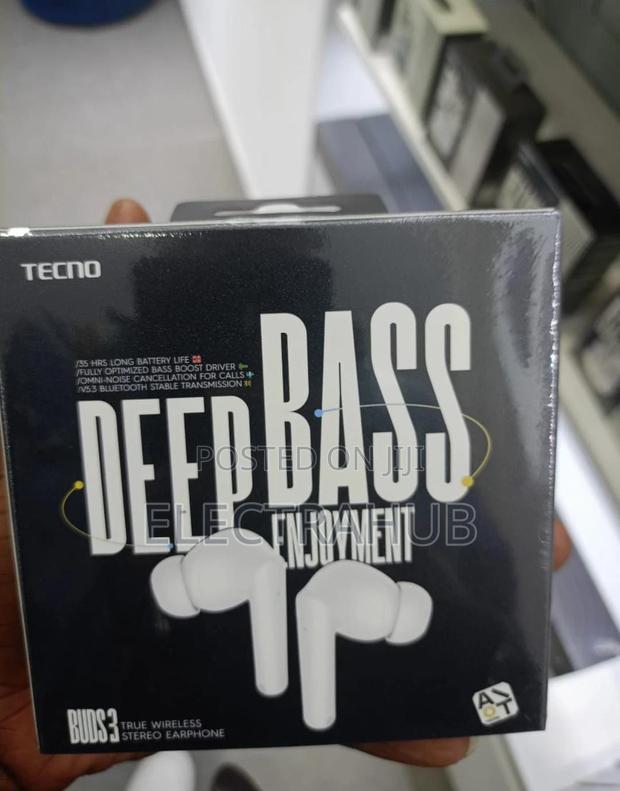 TECNO
/35 HRS LONG BATTERY LIFE
/FULLY OPTIMIZED BASS BOOST DRIVER
/OMNI-NOISE CANCELLATION FOR CALLS
/V5.3 BLUETOOTH STABLE TRANSMISSION
DEEP BASS
ENJOYMENT
POSTED ON JIJI
ELECTRAHUB
BUDS 3 TRUE WIRELESS
STEREO EARPHONE
AIoT